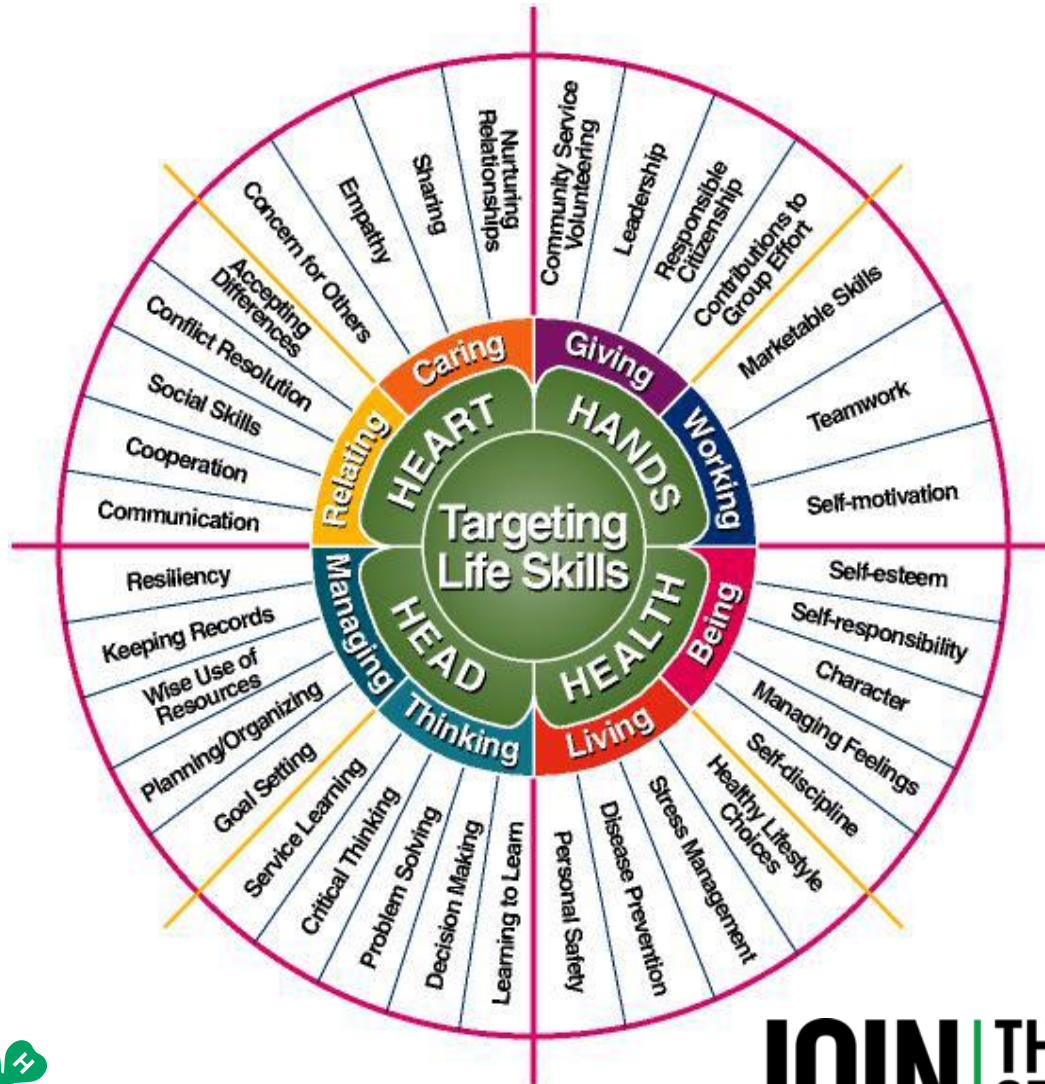 Targeting
Life Skills
HEART
HANDS
HEAD
HEALTH
Caring
Giving
Working
Being
Living
Thinking
Managing
Relating
Nurturing
Relationships
Sharing
Empathy
Concern for Others
Accepting
Differences
Conflict Resolution
Social Skills
Cooperation
Communication
Community Service
Volunteering
Leadership
Responsible
Citizenship
Contributions to
Group Effort
Marketable Skills
Teamwork
Self-motivation
Self-esteem
Self-responsibility
Character
Managing Feelings
Self-discipline
Healthy Lifestyle
Choices
Stress Management
Disease Prevention
Personal Safety
Learning to Learn
Decision Making
Problem Solving
Critical Thinking
Service Learning
Goal Setting
Planning/Organizing
Wise Use of
Resources
Keeping Records
Resiliency
H
JOIN